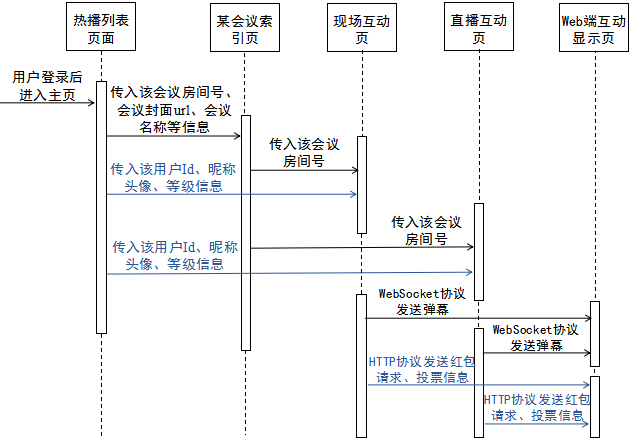 热播列表
页面
某会议索
引页
现场互动
页
直播互动
页
Web端互动
显示页
用户登录后
进入主页
传入该会议房间号、
会议封面url、会议
名称等信息
传入该会议
房间号
传入该用户Id、昵称
头像、等级信息
传入该会议
房间号
传入该用户Id、昵称
头像、等级信息
WebSocket协议
发送弹幕
WebSocket协议
发送弹幕
HTTP协议发送红包
请求、投票信息
HTTP协议发送红包
请求、投票信息